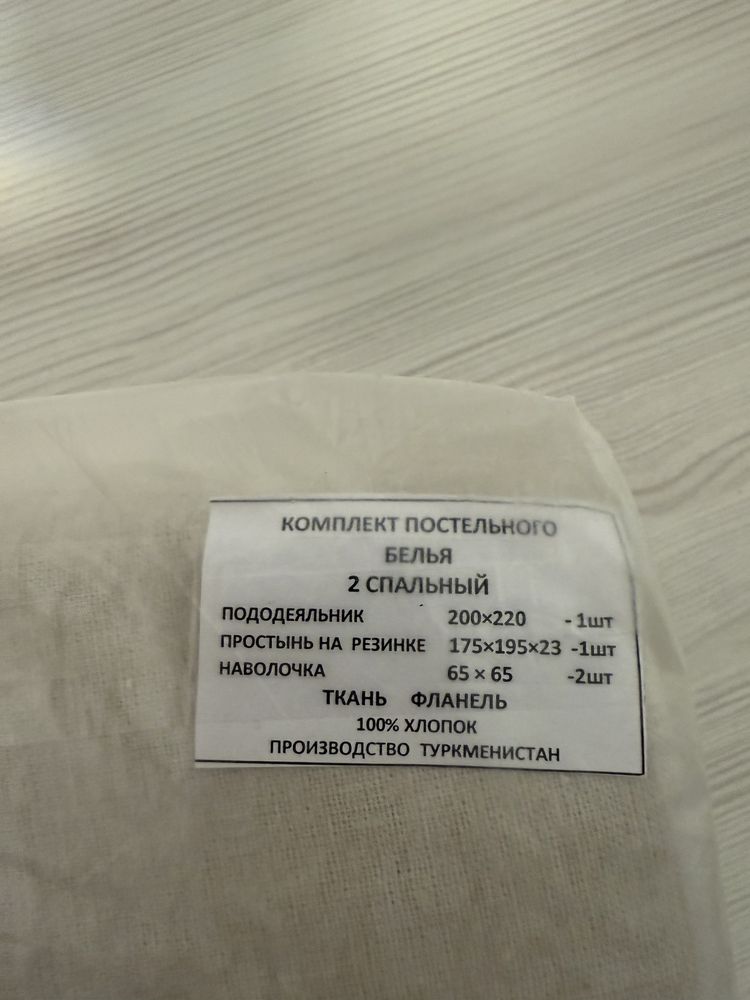 КОМПЛЕКТ ПОСТЕЛЬНОГО
БЕЛЬЯ
2 СПАЛЬНЫЙ
ПОДОДЕЯЛЬНИК 200×220 -1шт
ПРОСТЫНЬ НА РЕЗИНКЕ 175×195×23 -1шт
НАВОЛОЧКА 65×65 -2шт
ТКАНЬ ФЛАНЕЛЬ
100% ХЛОПОК
ПРОИЗВОДСТВО ТУРКМЕНИСТАН